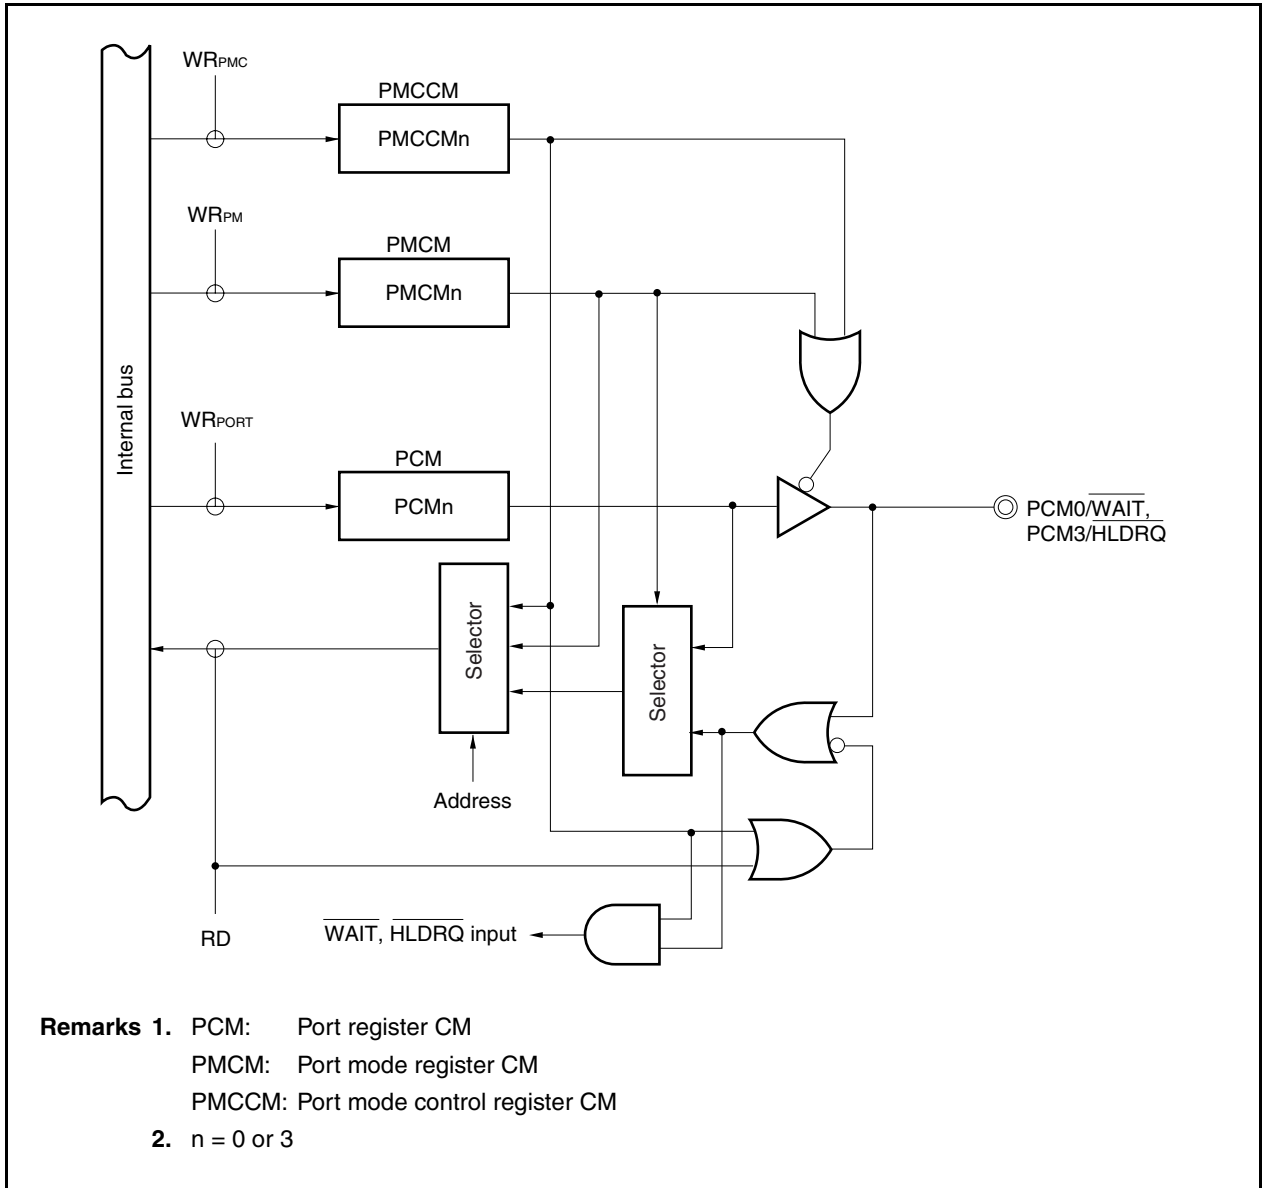 WRPMC
PMCCM
PMCCMn
WRPM
PMCM
PMCMn
Internal bus
WRPORT
PCM
PCMn
PCM0/WAIT,
PCM3/HLDRQ
Selector
Selector
Address
RD
WAIT, HLDRQ input
Remarks 1. PCM: Port register CM
PMCM: Port mode register CM
PMCCM: Port mode control register CM
2. n = 0 or 3